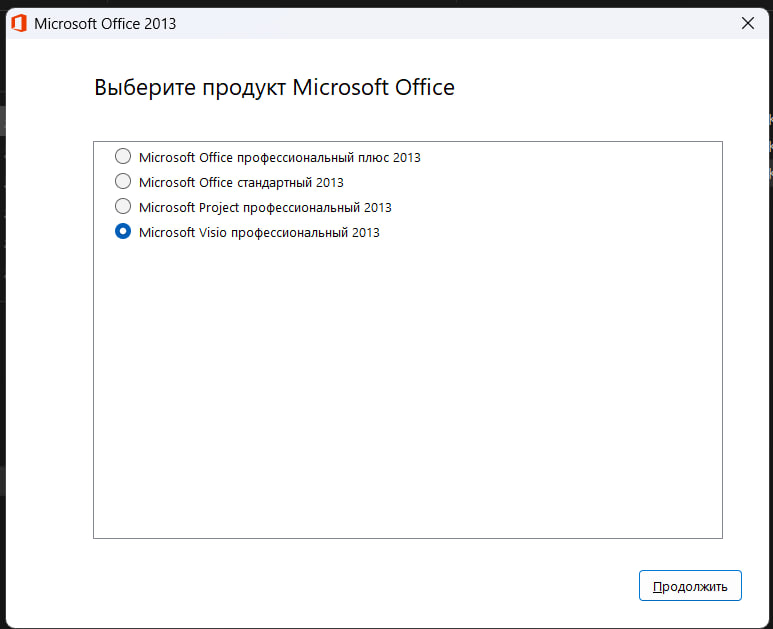 Microsoft Office 2013
Выберите продукт Microsoft Office
Microsoft Office профессиональный плюс 2013
Microsoft Office стандартный 2013
Microsoft Project профессиональный 2013
Microsoft Visio профессиональный 2013
Продолжить